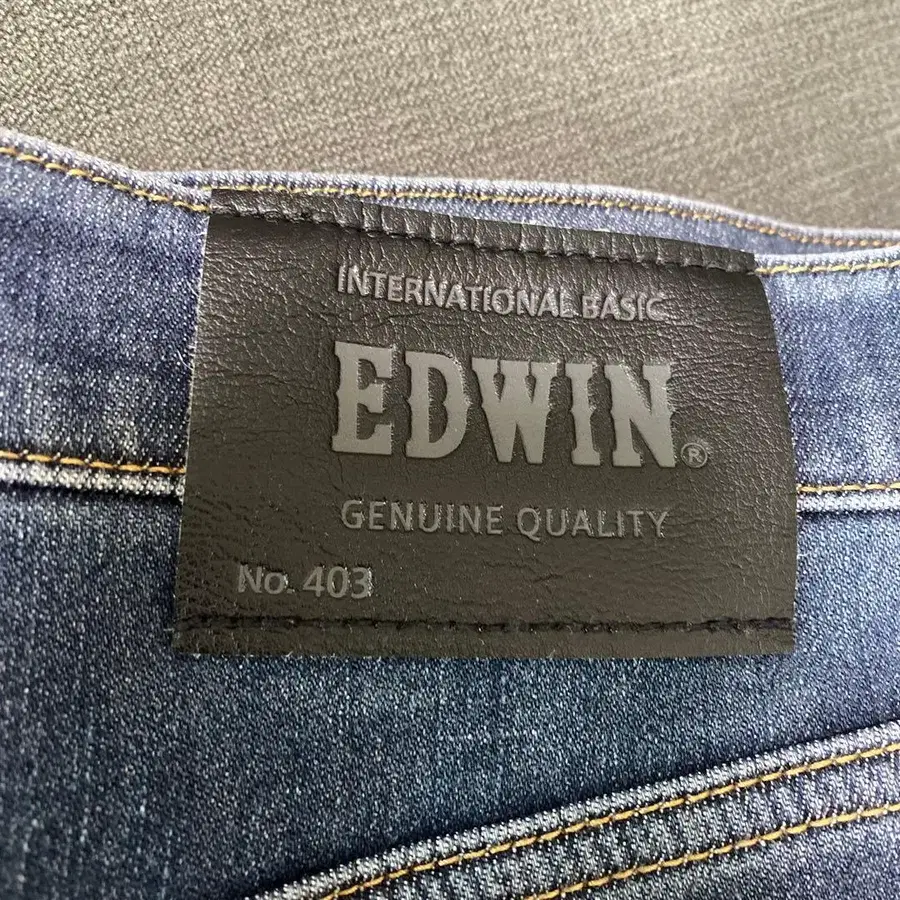 INTERNATIONAL BASIC
EDWIN®
GENUINE QUALITY
No. 403